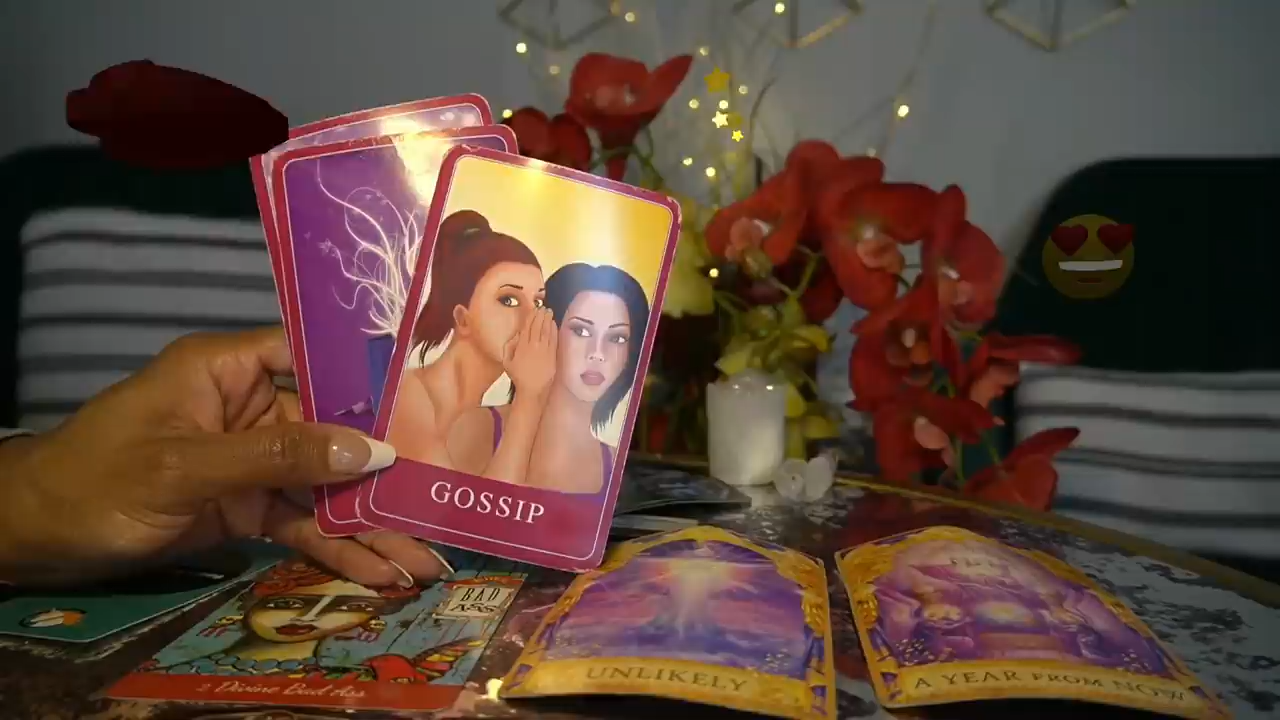 GOSSIP
BAD
ASS
2 Divine Bad Ass
UNLIKELY
A YEAR FROM NOW